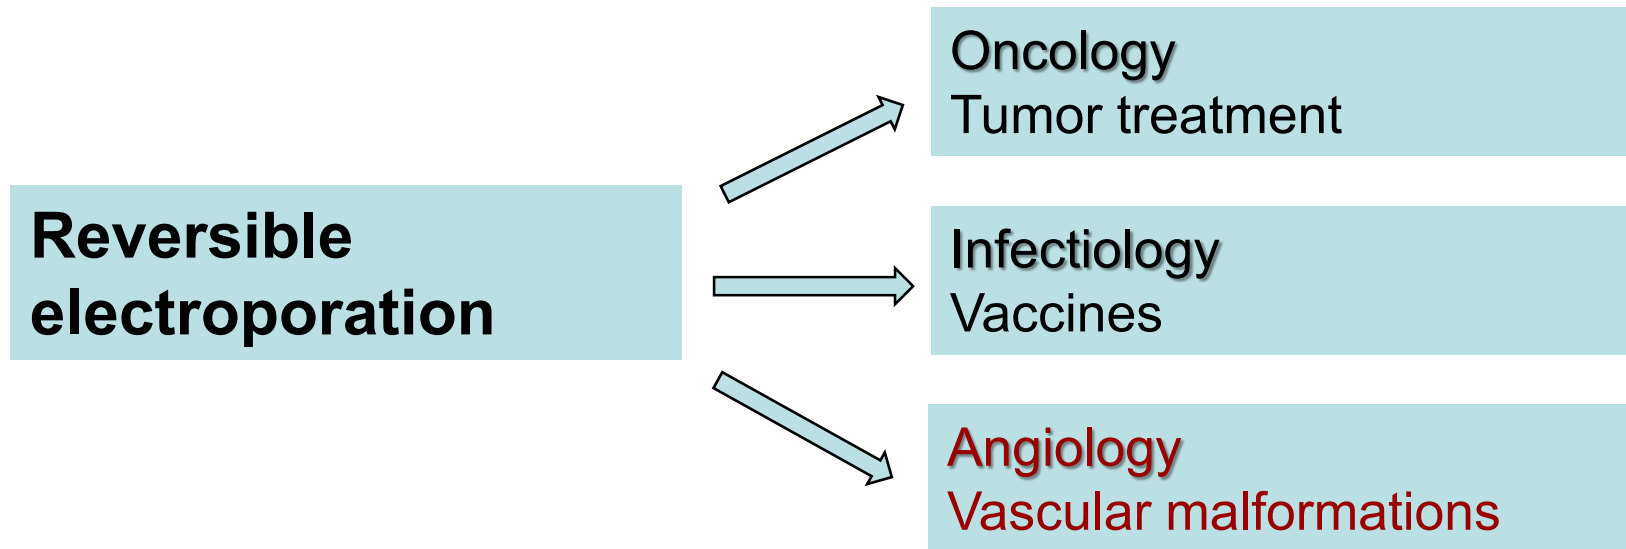 Reversible
electroporation
Oncology
Tumor treatment
Infectiology
Vaccines
Angiology
Vascular malformations